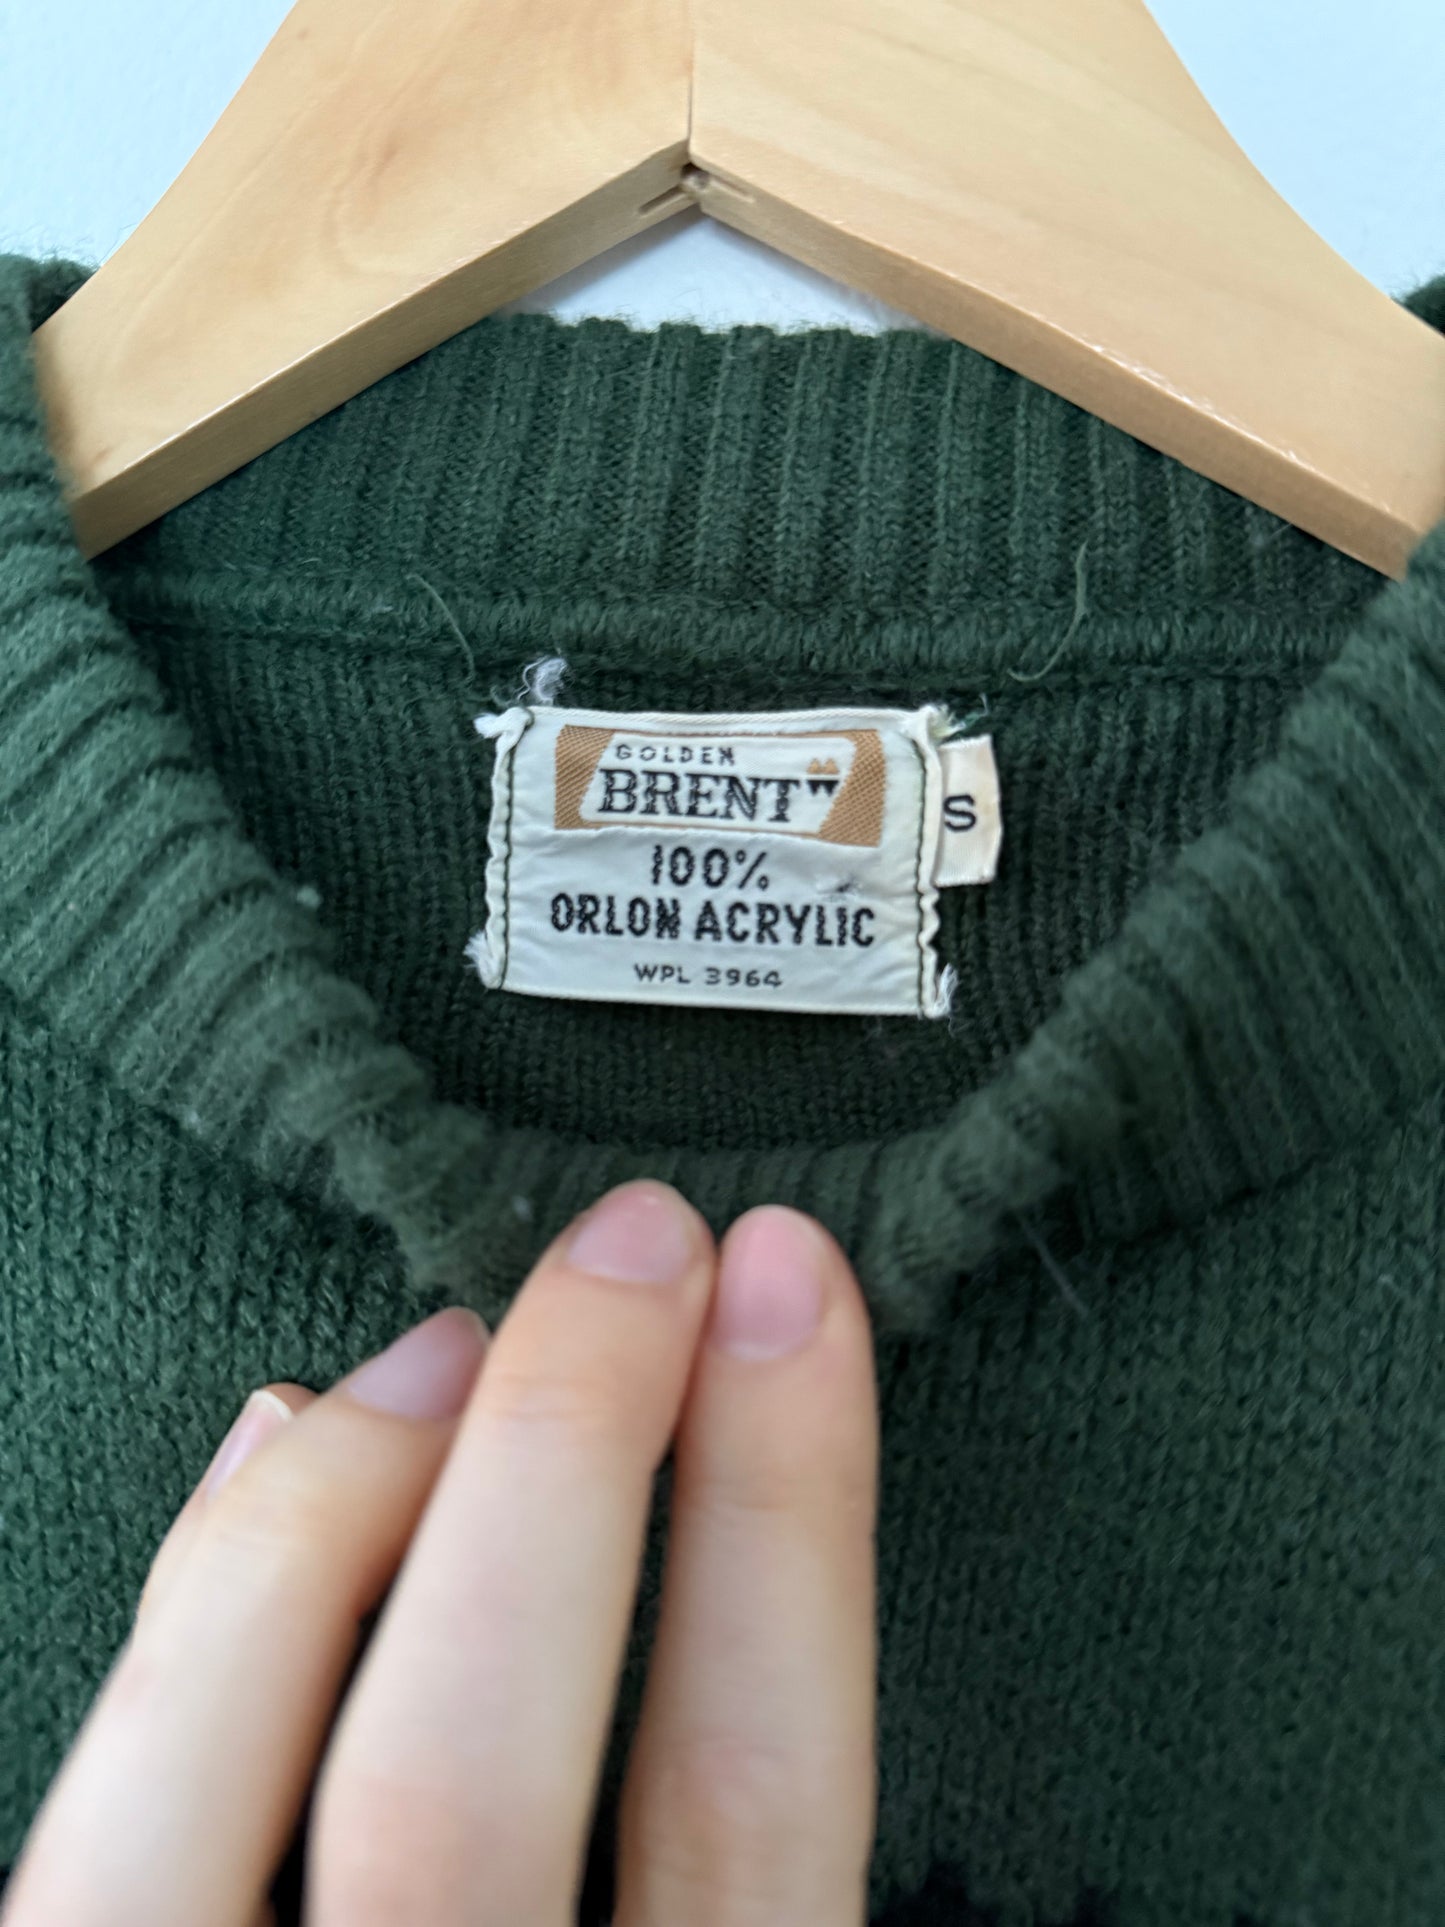 GOLDEN
BRENT
100%
ORLON ACRYLIC
WPL 3964
S